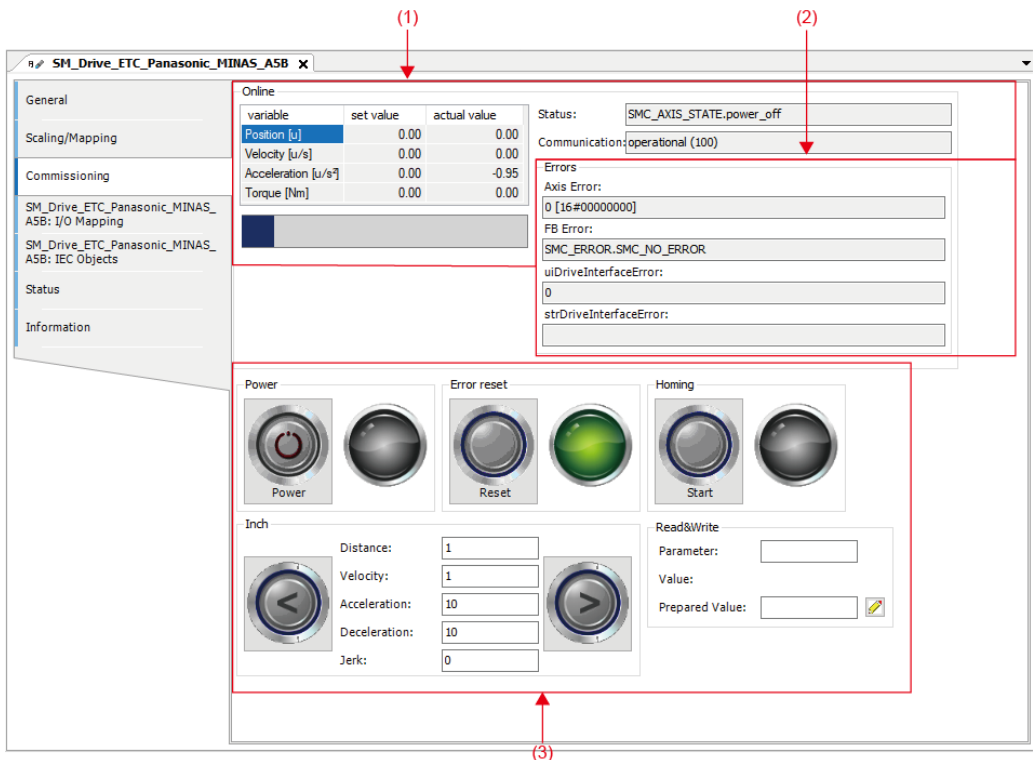 (1)
(2)
SM_Drive_ETC_Panasonic_MINAS_A5B X
General
Scaling/Mapping
Commissioning
SM_Drive_ETC_Panasonic_MINAS_
A5B: I/O Mapping
SM_Drive_ETC_Panasonic_MINAS_
A5B: IEC Objects
Status
Information
Online
variable set value actual value
Position [u] 0.00 0.00
Velocity [u/s] 0.00 0.00
Acceleration [u/s²] 0.00 -0.95
Torque [Nm] 0.00 0.00
Status: SMC_AXIS_STATE.power_off
Communication: operational (100)
Errors
Axis Error:
0 [16#00000000]
FB Error:
SMC_ERROR.SMC_NO_ERROR
uiDriveInterfaceError:
0
strDriveInterfaceError:
Power
Power
Error reset
Reset
Homing
Start
Inch
<
Distance: 1
Velocity: 1
Acceleration: 10
Deceleration: 10
Jerk: 0
>
Read&Write
Parameter:
Value:
Prepared Value:
(3)